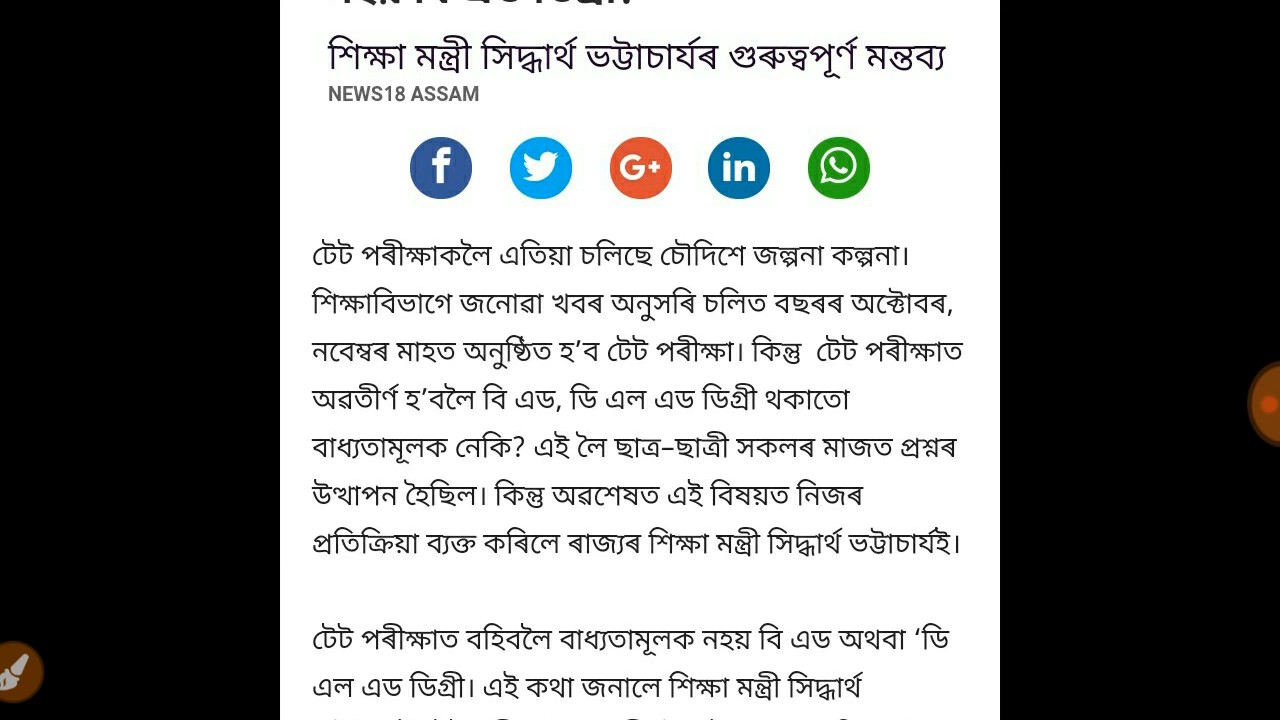 শিক্ষা মন্ত্ৰী সিদ্ধাৰ্থ ভট্টাচাৰ্যৰ গুৰুত্বপূৰ্ণ মন্তব্য
NEWS18 ASSAM
টেট পৰীক্ষাকলৈ এতিয়া চলিছে চৌদিশে জল্পনা কল্পনা।
শিক্ষাবিভাগে জনোৱা খবৰ অনুসৰি চলিত বছৰৰ অক্টোবৰ,
নবেম্বৰ মাহত অনুষ্ঠিত হ’ব টেট পৰীক্ষা। কিন্তু টেট পৰীক্ষাত
অৱতীৰ্ণ হ’বলৈ বি এড, ডি এল এড ডিগ্ৰী থকাতো
বাধ্যতামূলক নেকি? এই লৈ ছাত্ৰ–ছাত্ৰী সকলৰ মাজত প্ৰশ্নৰ
উত্থাপন হৈছিল। কিন্তু অৱশেষত এই বিষয়ত নিজৰ
প্ৰতিক্ৰিয়া ব্যক্ত কৰিলে ৰাজ্যৰ শিক্ষা মন্ত্ৰী সিদ্ধাৰ্থ ভট্টাচাৰ্যই।
টেট পৰীক্ষাত বহিবলৈ বাধ্যতামূলক নহয় বি এড অথবা ‘ডি
এল এড ডিগ্ৰী। এই কথা জনালে শিক্ষা মন্ত্ৰী সিদ্ধাৰ্থ